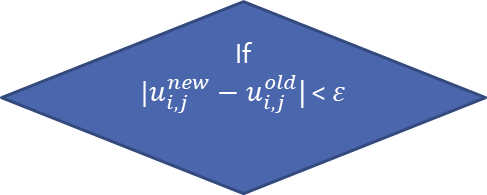 If
|u_{i,j}^{new} − u_{i,j}^{old}| < ε